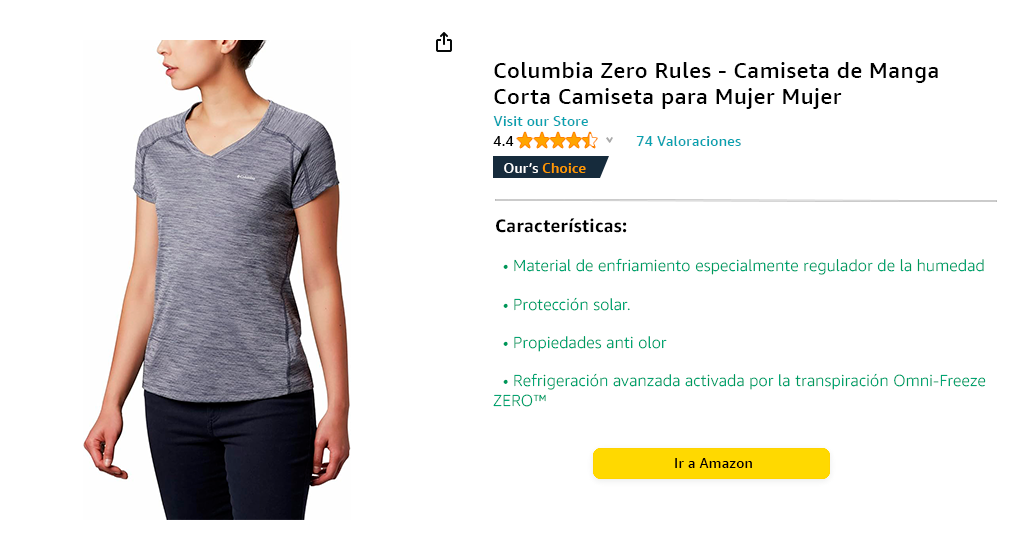 Columbia Zero Rules - Camiseta de Manga
Corta Camiseta para Mujer Mujer
Visit our Store
4.4
74 Valoraciones
Our's Choice
Características:
• Material de enfriamiento especialmente regulador de la humedad
• Protección solar.
• Propiedades anti olor
• Refrigeración avanzada activada por la transpiración Omni-Freeze
ZERO™
Ir a Amazon
Columbia